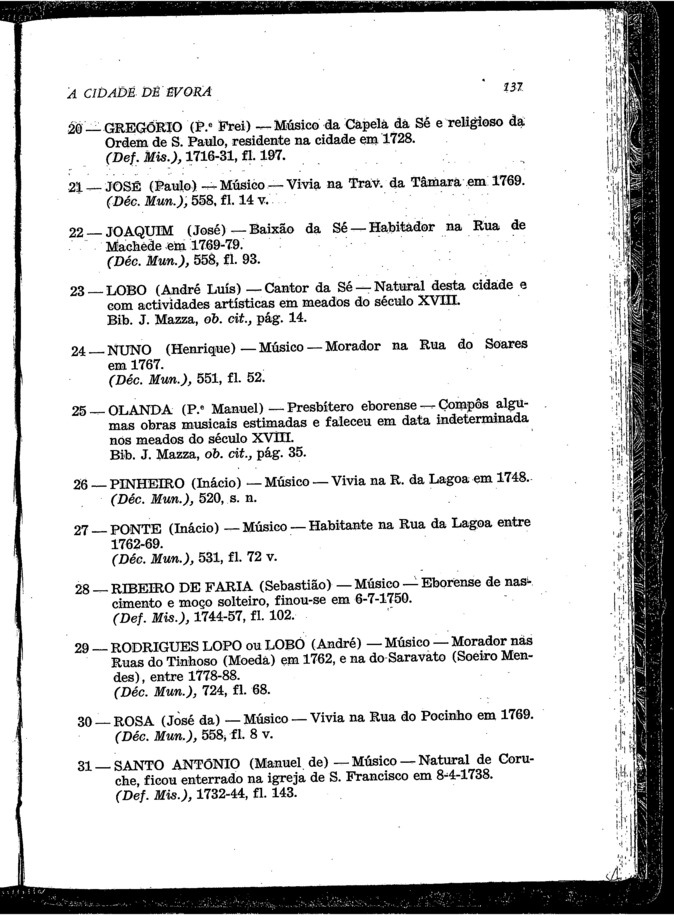 A CIDADE DE ÉVORA 137
20 — GREGÓRIO (P.e Frei) — Músico da Capela da Sé e religioso da
Ordem de S. Paulo, residente na cidade em 1728.
(Def. Mis.), 1716-31, fl. 197.
21 — JOSÉ (Paulo) — Músico — Vivia na Trav. da Tâmara em 1769.
(Déc. Mun.), 558, fl. 14 v.
22 — JOAQUIM (José) — Baixão da Sé — Habitador na Rua de
Machede em 1769-79.
(Déc. Mun.), 558, fl. 93.
23 — LOBO (André Luís) — Cantor da Sé — Natural desta cidade e
com actividades artísticas em meados do século XVIII.
Bib. J. Mazza, ob. cit., pág. 14.
24 — NUNO (Henrique) — Músico — Morador na Rua do Soares
em 1767.
(Déc. Mun.), 551, fl. 52.
25 — OLANDA (P.e Manuel) — Presbítero eborense — Compôs algu-
mas obras musicais estimadas e faleceu em data indeterminada
nos meados do século XVIII.
Bib. J. Mazza, ob. cit., pág. 35.
26 — PINHEIRO (Inácio) — Músico — Vivia na R. da Lagoa em 1748.
(Déc. Mun.), 520, s. n.
27 — PONTE (Inácio) — Músico — Habitante na Rua da Lagoa entre
1762-69.
(Déc. Mun.), 531, fl. 72 v.
28 — RIBEIRO DE FARIA (Sebastião) — Músico — Eborense de nas-
cimento e moço solteiro, finou-se em 6-7-1750.
(Def. Mis.), 1744-57, fl. 102.
29 — RODRIGUES LOPO ou LOBO (André) — Músico — Morador nas
Ruas do Tinhoso (Moeda) em 1762, e na do Saravato (Soeiro Men-
des), entre 1778-88.
(Déc. Mun.), 724, fl. 68.
30 — ROSA (José da) — Músico — Vivia na Rua do Pocinho em 1769.
(Déc. Mun.), 558, fl. 8 v.
31 — SANTO ANTÓNIO (Manuel de) — Músico — Natural de Coru-
che, ficou enterrado na igreja de S. Francisco em 8-4-1738.
(Def. Mis.), 1732-44, fl. 143.